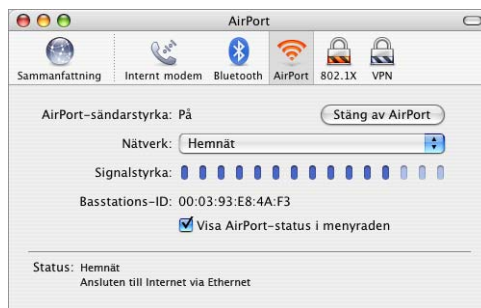 AirPort
Sammanfattning Internt modem Bluetooth AirPort 802.1X VPN
AirPort-sändarstyrka: På Stäng av AirPort
Nätverk: Hemnät
Signalstyrka:
Basstations-ID: 00:03:93:E8:4A:F3
Visa AirPort-status i menyraden
Status: Hemnät
Ansluten till Internet via Ethernet